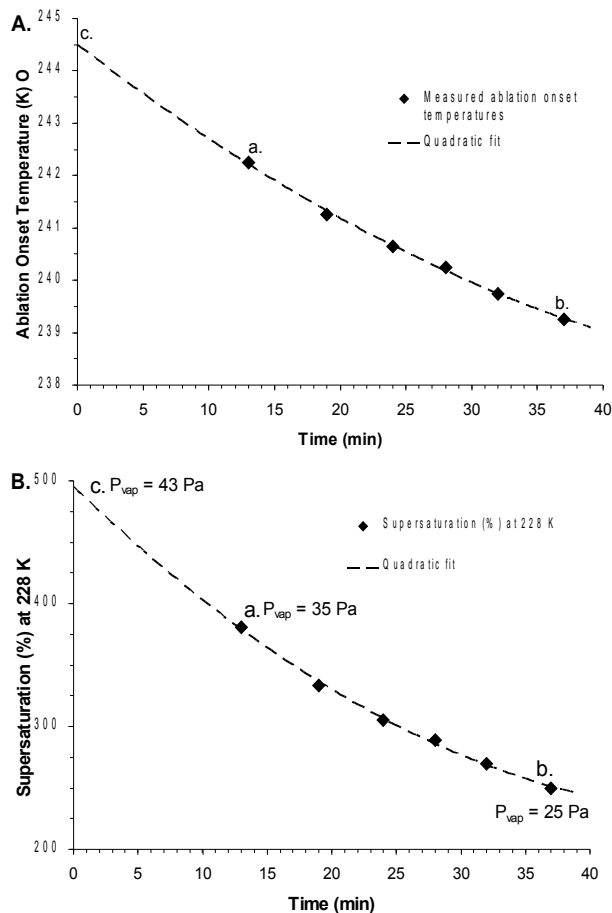 A.
c.
245
244
243
242
241
240
239
238
a.
b.
Measured ablation onset
temperatures
Quadratic fit
Ablation Onset Temperature (K) O
0 5 10 15 20 25 30 35 40
Time (min)
B.
500
400
300
200
c. Pvap = 43 Pa
Supersaturation (%) at 228 K
Quadratic fit
a. Pvap = 35 Pa
b.
Pvap = 25 Pa
Supersaturation (%) at 228 K
0 5 10 15 20 25 30 35 40
Time (min)